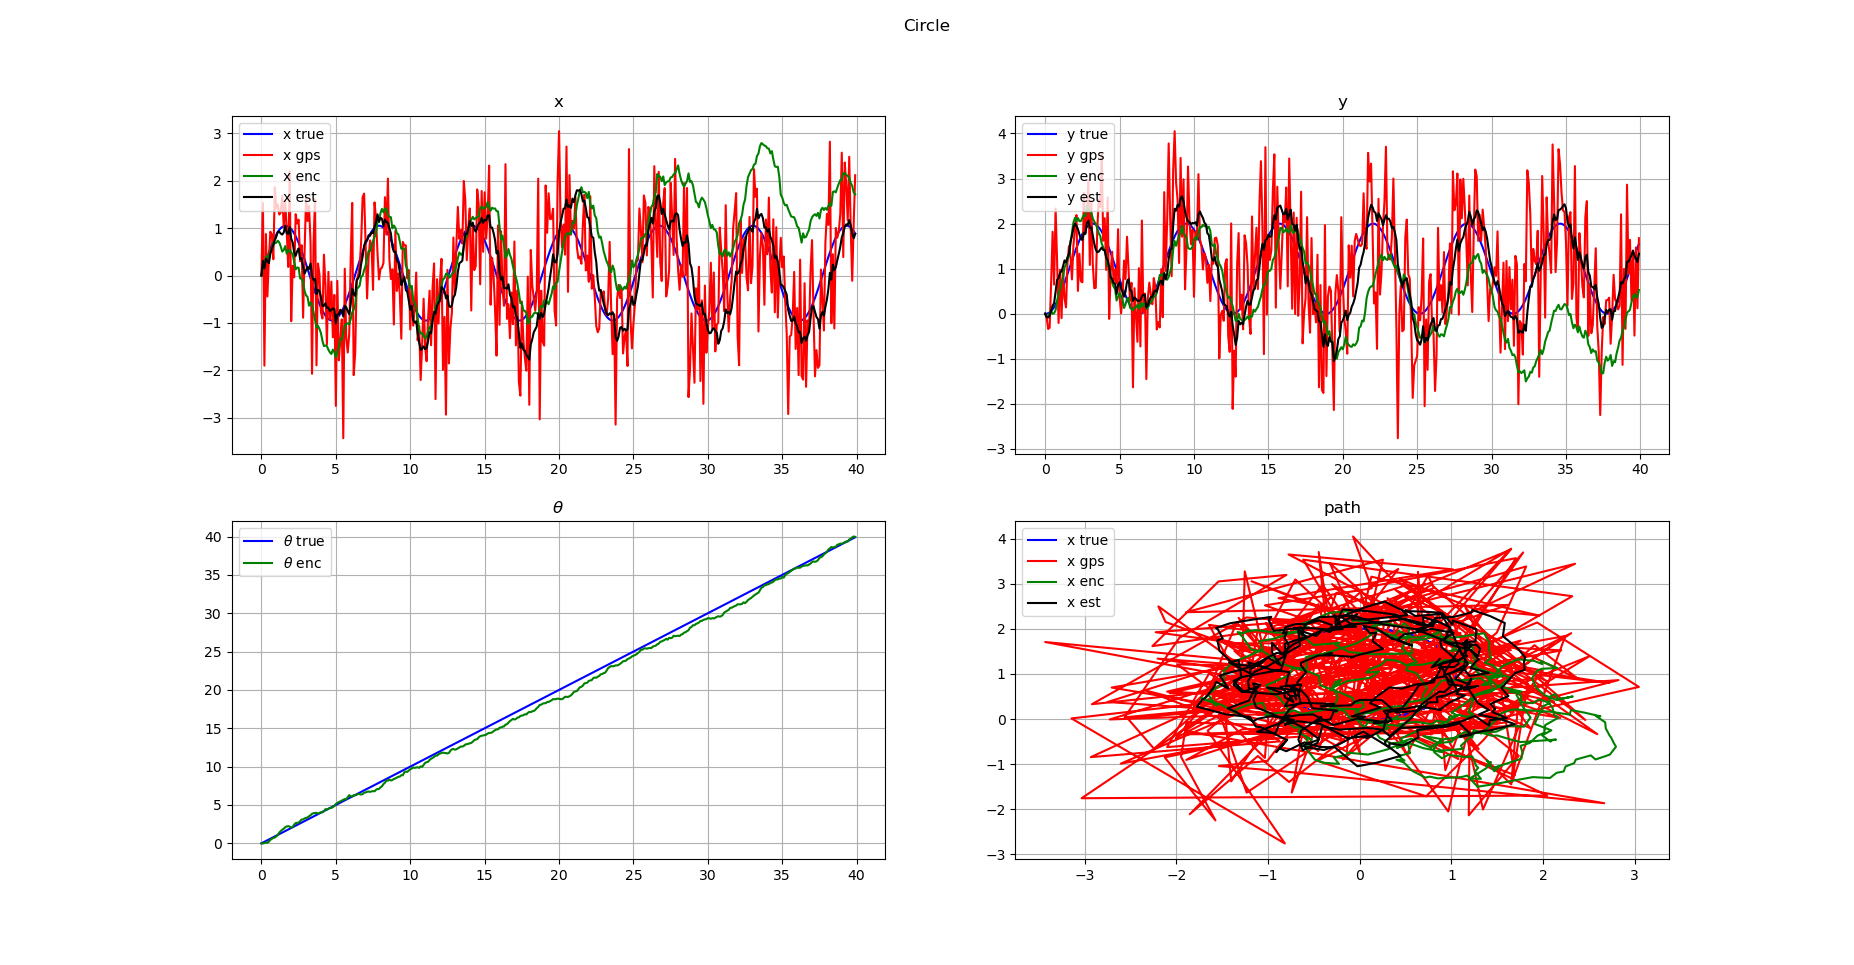 Circle
x
x true
x gps
x enc
x est
3
2
1
0
−1
−2
−3
0 5 10 15 20 25 30 35 40
y
y true
y gps
y enc
y est
4
3
2
1
0
−1
−2
−3
0 5 10 15 20 25 30 35 40
θ
θ true
θ enc
40
35
30
25
20
15
10
5
0
0 5 10 15 20 25 30 35 40
path
x true
x gps
x enc
x est
4
3
2
1
0
−1
−2
−3
−3 −2 −1 0 1 2 3